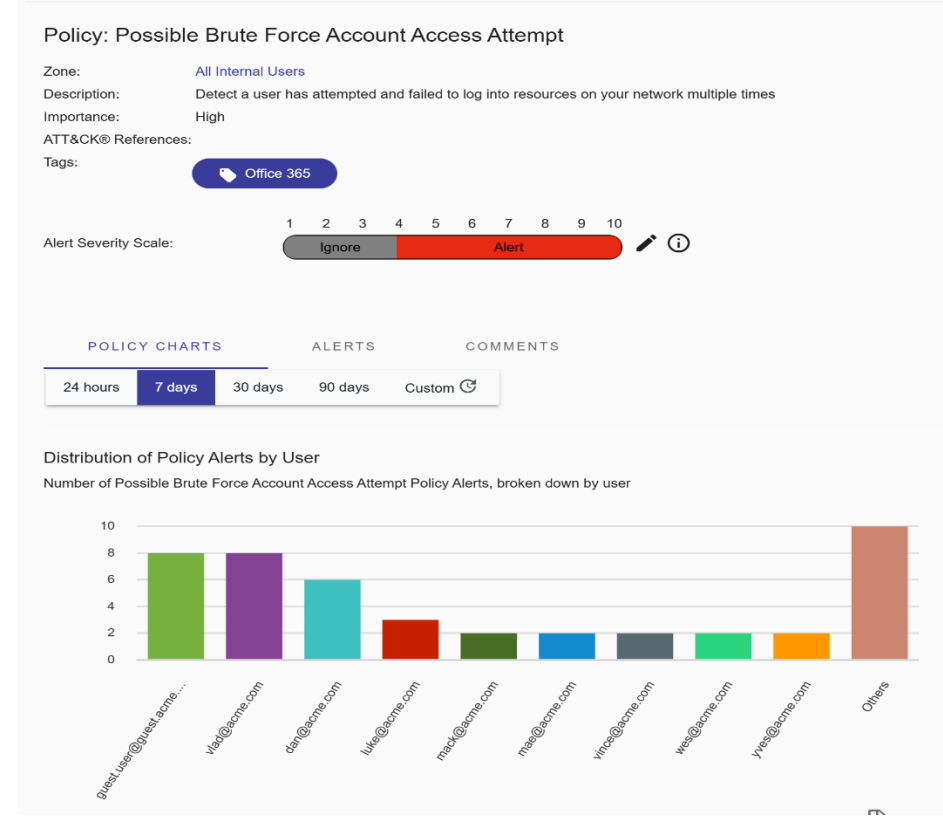 Policy: Possible Brute Force Account Access Attempt
Zone: All Internal Users
Description: Detect a user has attempted and failed to log into resources on your network multiple times
Importance: High
ATT&CK® References:
Tags: Office 365
1 2 3 4 5 6 7 8 9 10
Alert Severity Scale: Ignore Alert
POLICY CHARTS ALERTS COMMENTS
24 hours 7 days 30 days 90 days Custom
Distribution of Policy Alerts by User
Number of Possible Brute Force Account Access Attempt Policy Alerts, broken down by user
10
8
6
4
2
0
guest.user@guest.acme....
vlad@acme.com
dan@acme.com
luke@acme.com
mack@acme.com
mae@acme.com
vince@acme.com
wes@acme.com
yves@acme.com
Others